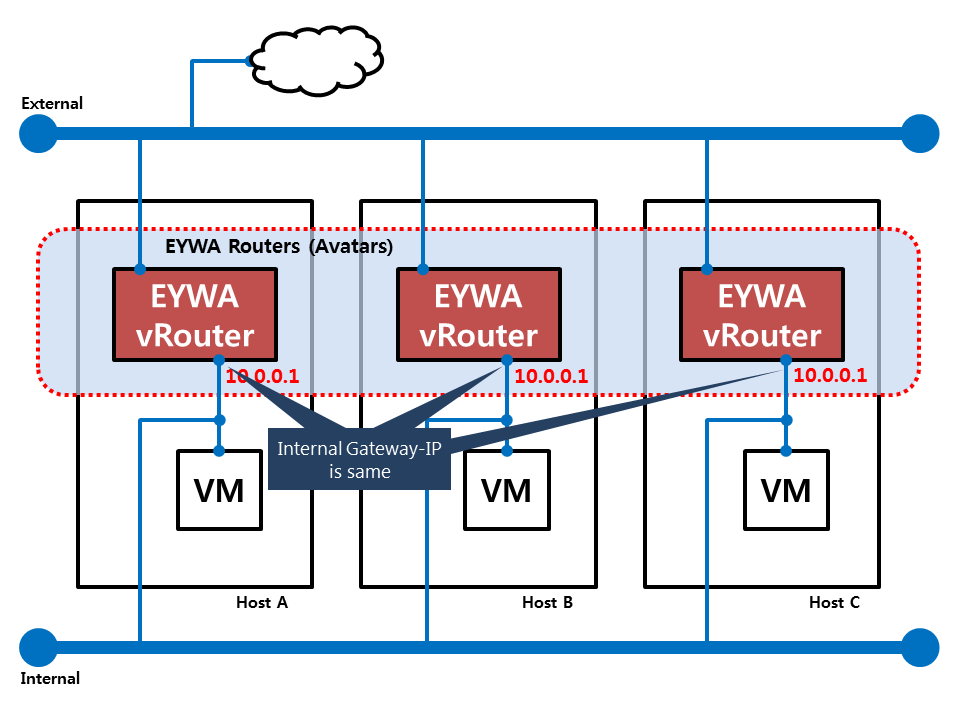 External
EYWA Routers (Avatars)
EYWA
vRouter
EYWA
vRouter
EYWA
vRouter
10.0.0.1
10.0.0.1
10.0.0.1
Internal Gateway-IP
is same
VM
VM
VM
Host A
Host B
Host C
Internal